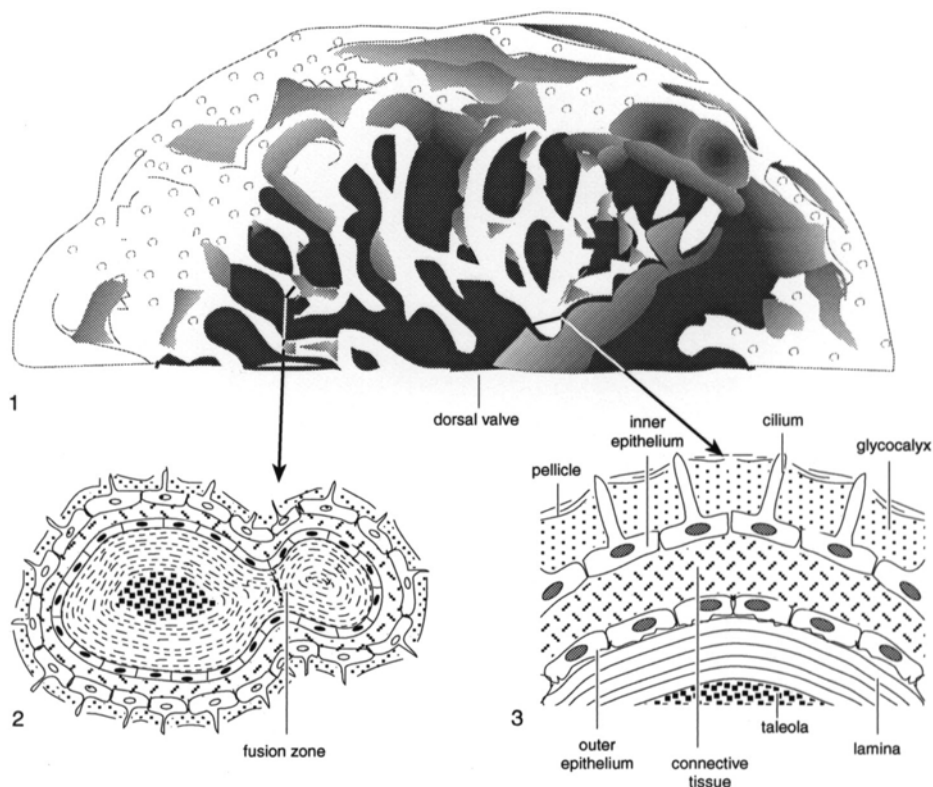 1
dorsal valve
inner
epithelium
cilium
glycocalyx
pellicle
2
fusion zone
3
outer
epithelium
connective
tissue
taleola
lamina